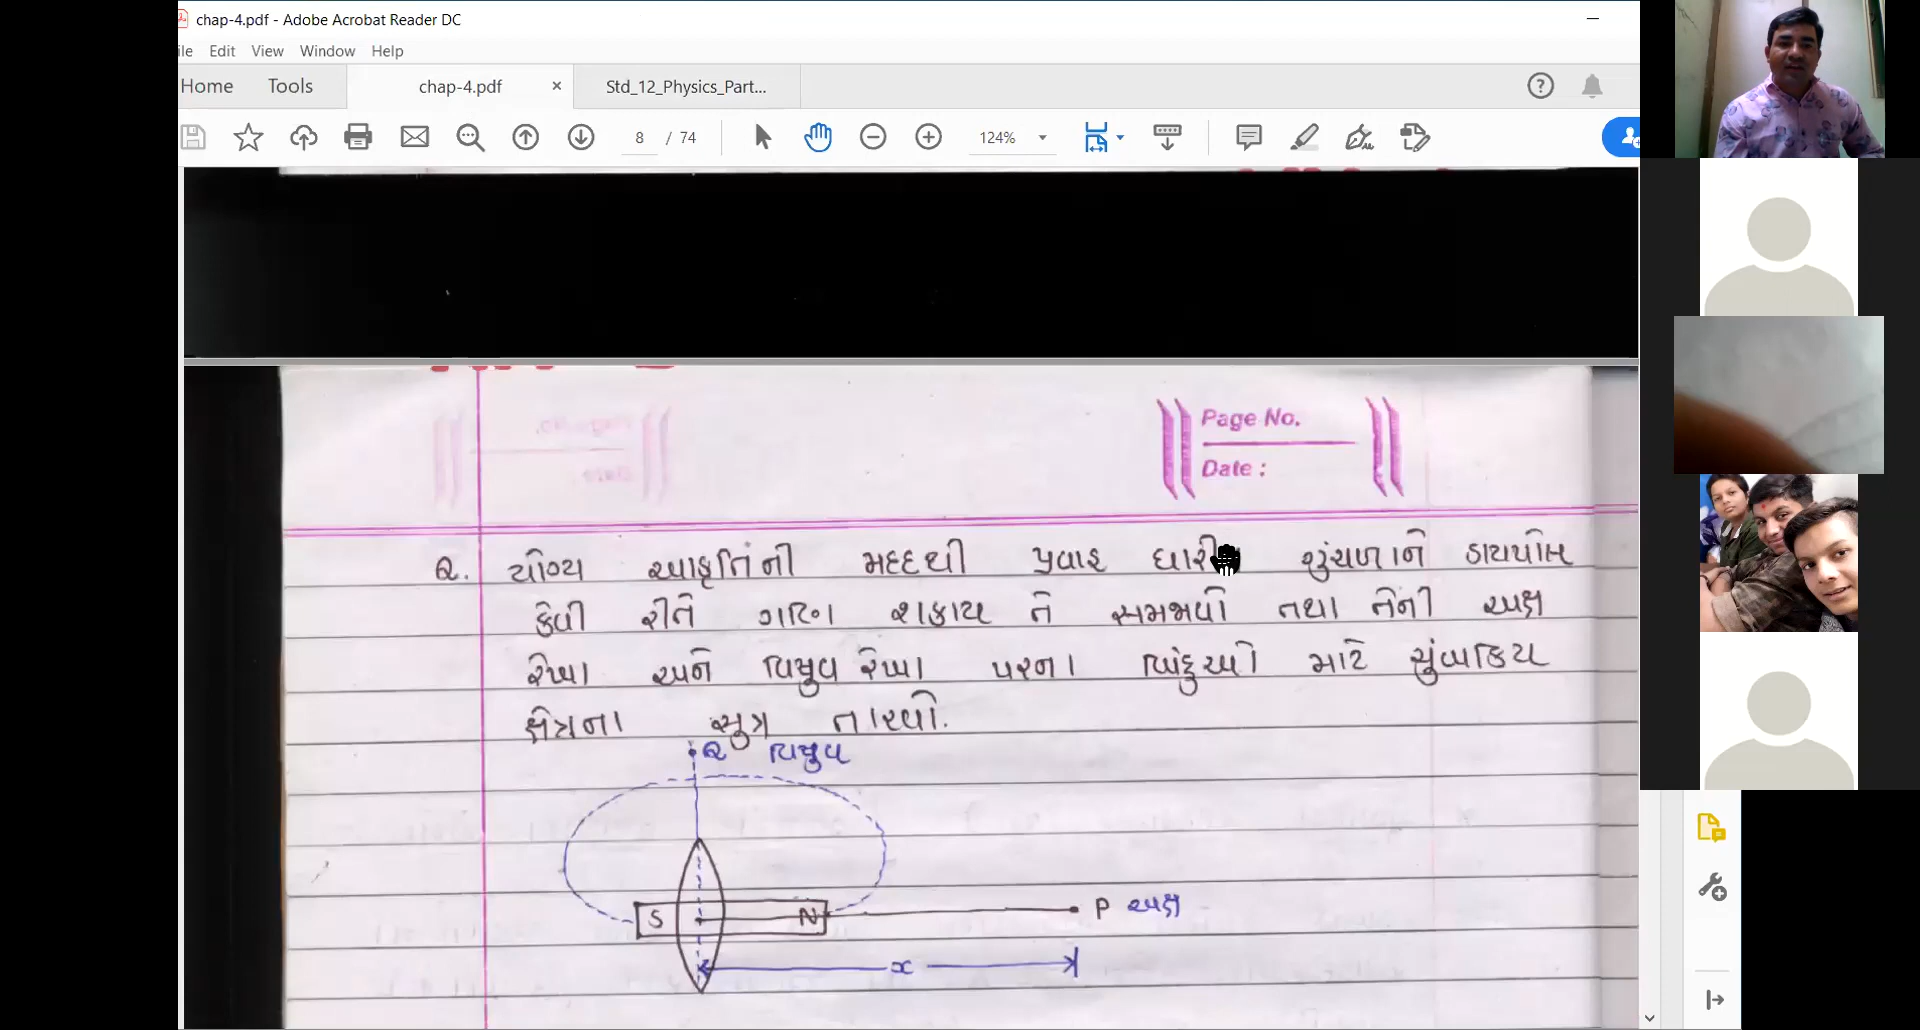 chap-4.pdf - Adobe Acrobat Reader DC
ile Edit View Window Help
Home Tools chap-4.pdf × Std_12_Physics_Part...
8 / 74 124%
Page No.
Date :
Q. યોગ્ય આકૃતિની મદદથી પ્રવાહ ધારી શુંચળાને ડાયપોલ
કેવી રીતે ગણિ શકાય તે સમજાવો તથા તેની અક્ષ
રેખા અને વિષુવ રેખા પરના બિંદુઓ માટે ચુંબકિય
ક્ષેત્રના સુત્ર તારવો.
Q વિષુવ
S N P અક્ષ
x